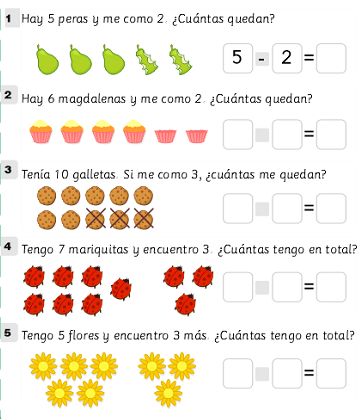 1 Hay 5 peras y me como 2. ¿Cuántas quedan?
5 - 2 =
2 Hay 6 magdalenas y me como 2. ¿Cuántas quedan?
=
3 Tenía 10 galletas. Si me como 3, ¿cuántas me quedan?
=
4 Tengo 7 mariquitas y encuentro 3. ¿Cuántas tengo en total?
=
5 Tengo 5 flores y encuentro 3 más. ¿Cuántas tengo en total?
=